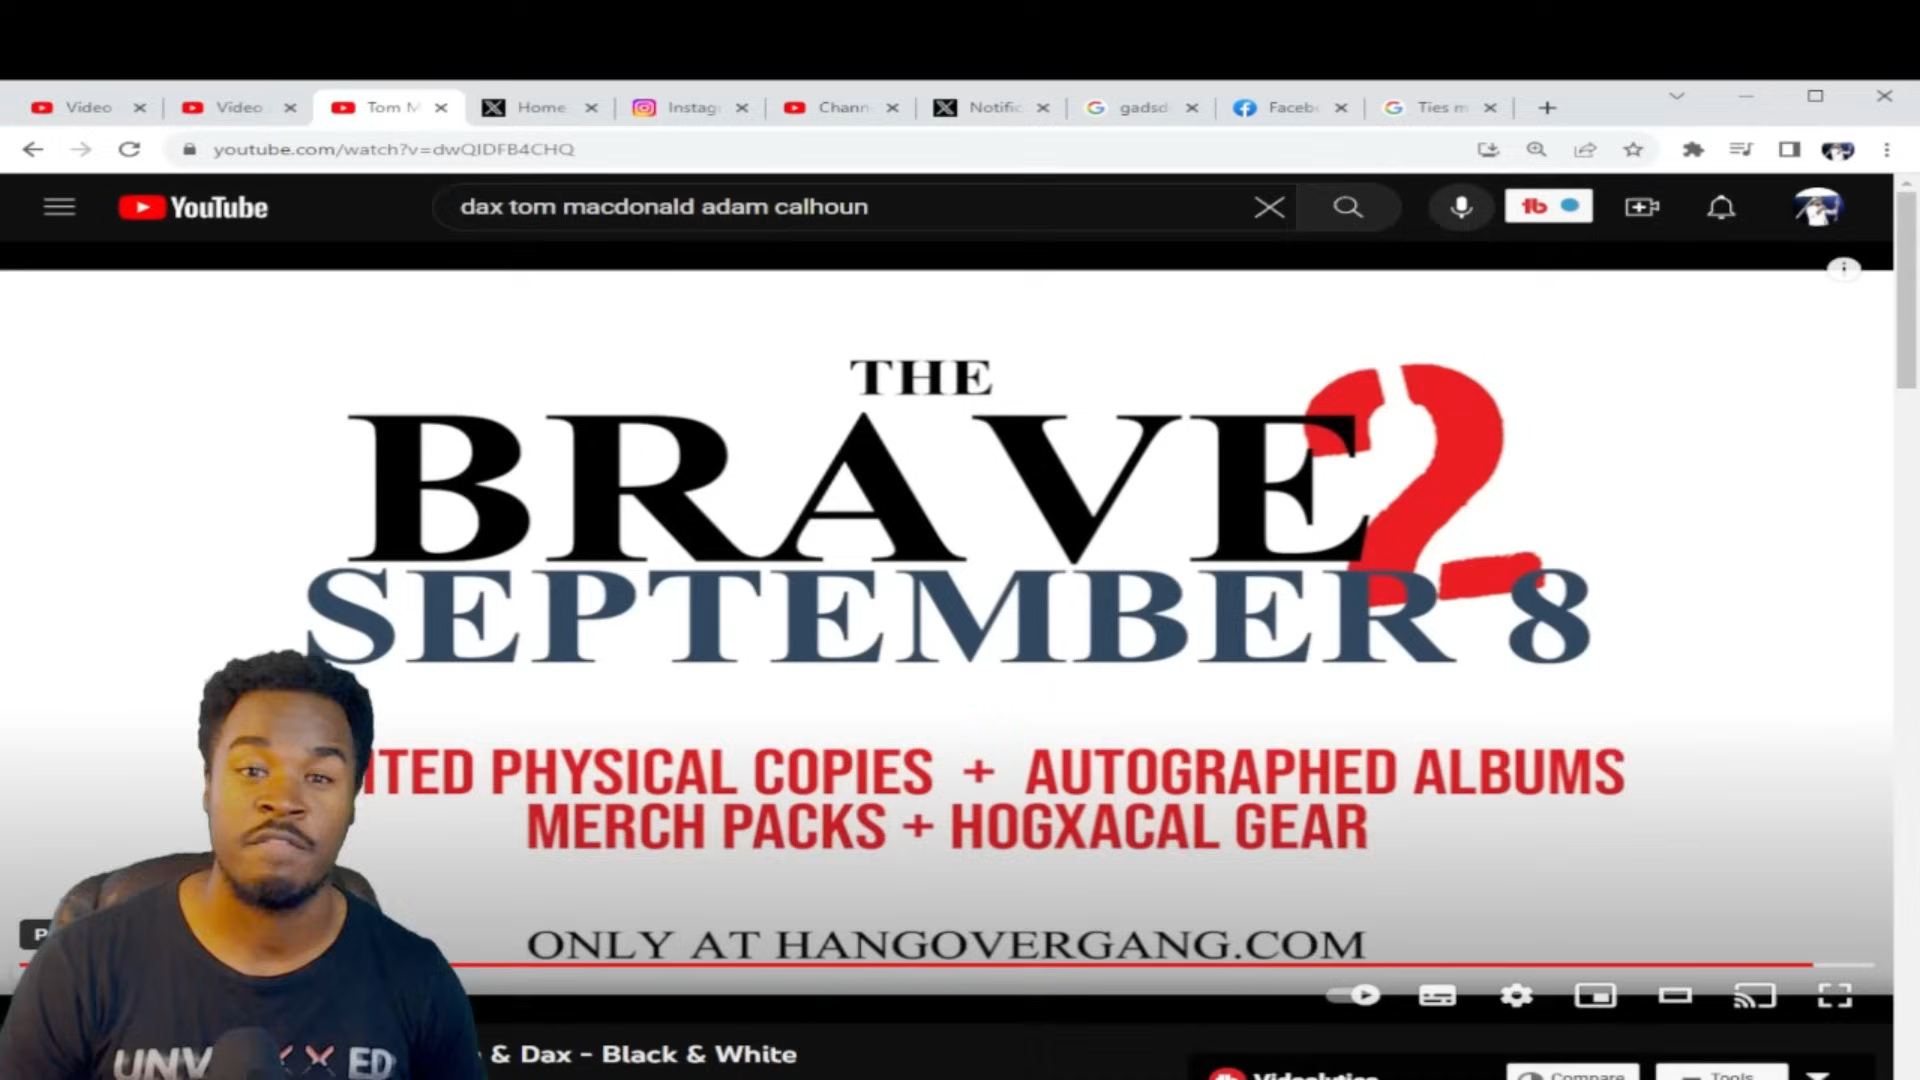 Video
Video
Tom M
Home
Instag
Chann
Notific
gadsd
Faceb
Ties m
youtube.com/watch?v=dwQIDFB4CHQ
YouTube
dax tom macdonald adam calhoun
THE
BRAVE 2
SEPTEMBER 8
ITED PHYSICAL COPIES + AUTOGRAPHED ALBUMS
MERCH PACKS + HOGXACAL GEAR
ONLY AT HANGOVERGANG.COM
& Dax - Black & White
Compare
Tools